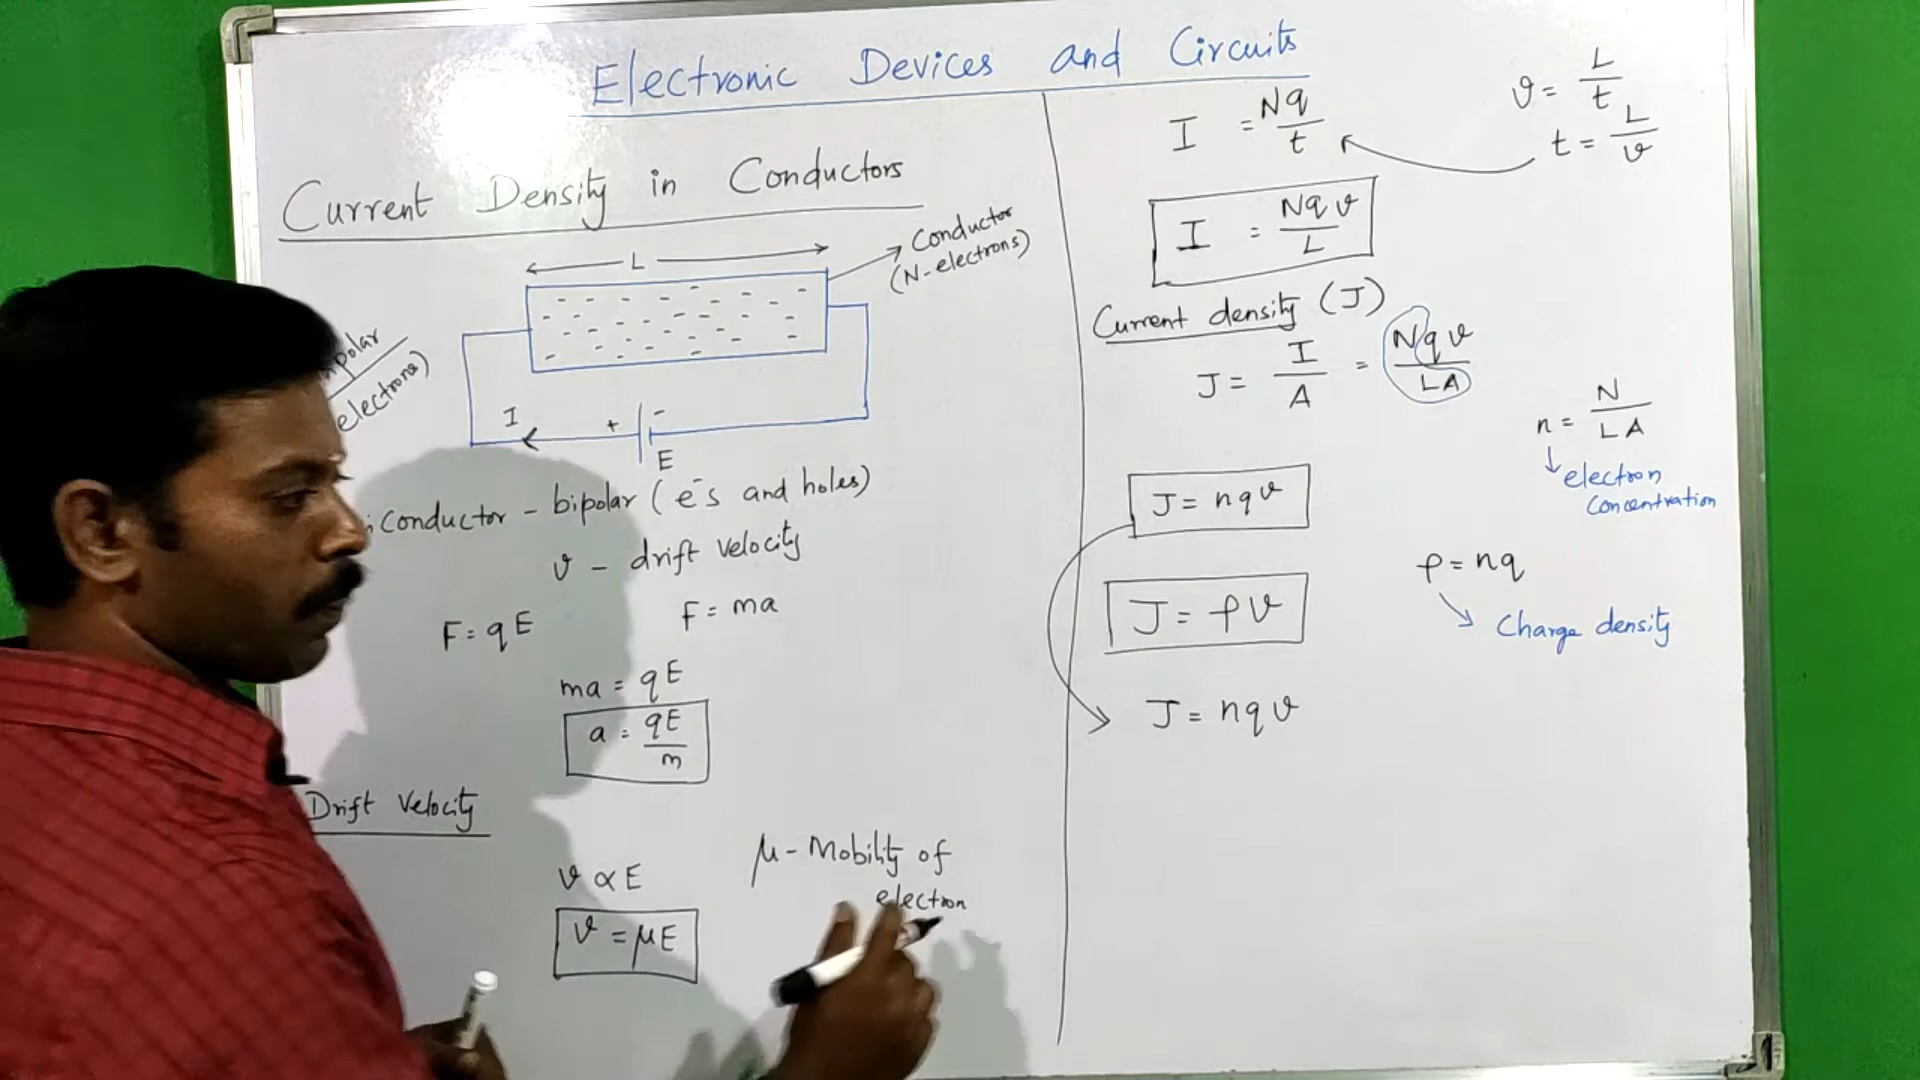 Electronic Devices and Circuits
Current Density in Conductors
L
Conductor
(N-electrons)
electrons)
I
+
-
E
Conductor - bipolar (e⁻s and holes)
v - drift velocity
F = qE
F = ma
ma = qE
a = qE/m
Drift Velocity
v ∝ E
v = μE
μ - Mobility of
electron
I = Nq/t
v = L/t
t = L/v
I = Nqv/L
Current density (J)
J = I/A = Nqv/LA
n = N/LA
electron
concentration
J = nqv
ρ = nq
Charge density
J = ρv
J = nqv